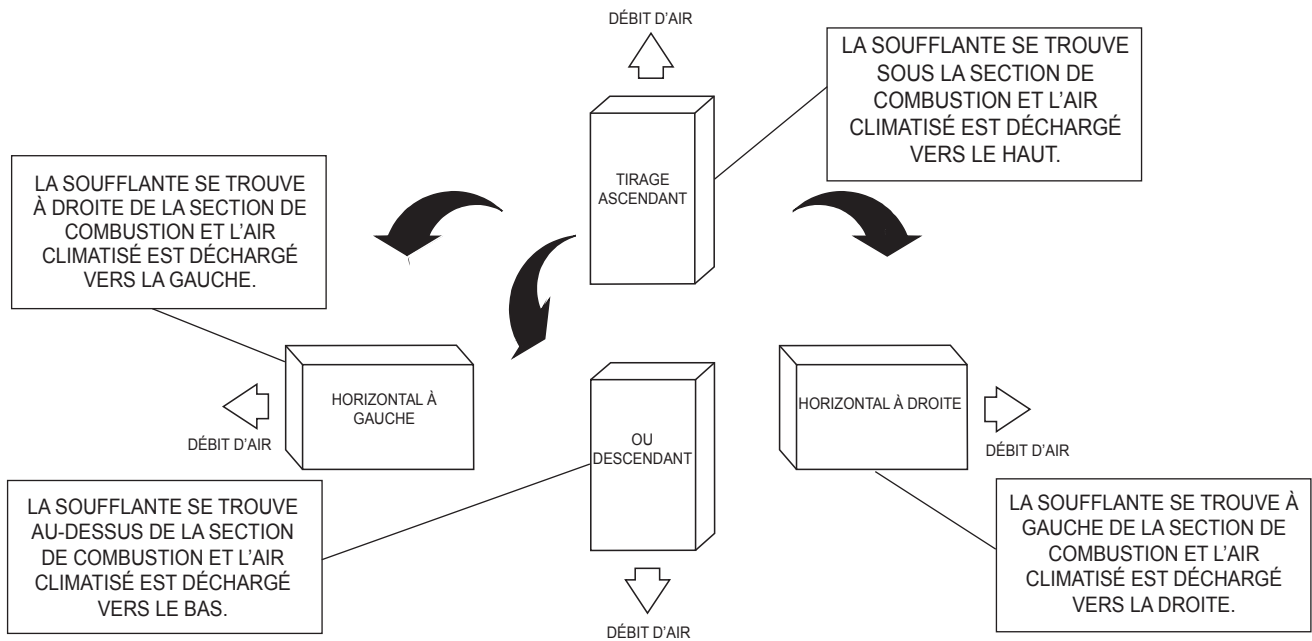 DÉBIT D'AIR
LA SOUFFLANTE SE TROUVE
SOUS LA SECTION DE
COMBUSTION ET L'AIR
CLIMATISÉ EST DÉCHARGÉ
VERS LE HAUT.
TIRAGE
ASCENDANT
LA SOUFFLANTE SE TROUVE
À DROITE DE LA SECTION DE
COMBUSTION ET L'AIR
CLIMATISÉ EST DÉCHARGÉ
VERS LA GAUCHE.
HORIZONTAL À
GAUCHE
DÉBIT D'AIR
OU
DESCENDANT
HORIZONTAL À DROITE
DÉBIT D'AIR
LA SOUFFLANTE SE TROUVE
AU-DESSUS DE LA SECTION
DE COMBUSTION ET L'AIR
CLIMATISÉ EST DÉCHARGÉ
VERS LE BAS.
DÉBIT D'AIR
LA SOUFFLANTE SE TROUVE À
GAUCHE DE LA SECTION DE
COMBUSTION ET L'AIR
CLIMATISÉ EST DÉCHARGÉ
VERS LA DROITE.